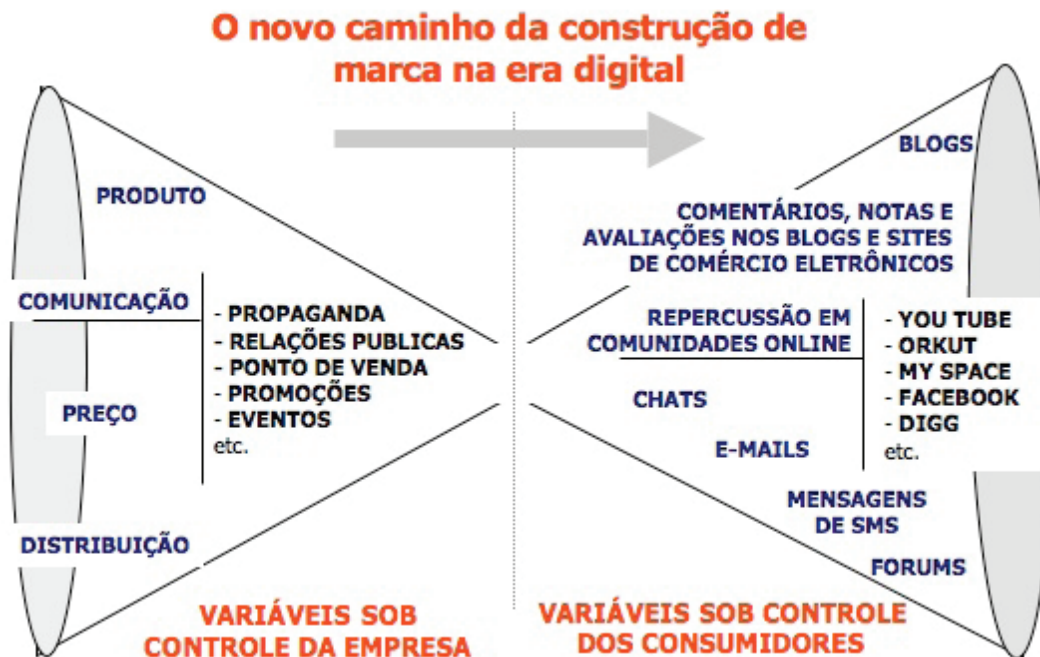 O novo caminho da construção de
marca na era digital
PRODUTO
COMUNICAÇÃO
- PROPAGANDA
- RELAÇÕES PUBLICAS
- PONTO DE VENDA
- PROMOÇÕES
- EVENTOS
etc.
PREÇO
DISTRIBUIÇÃO
VARIÁVEIS SOB
CONTROLE DA EMPRESA
BLOGS
COMENTÁRIOS, NOTAS E
AVALIAÇÕES NOS BLOGS E SITES
DE COMÉRCIO ELETRÔNICOS
REPERCUSSÃO EM
COMUNIDADES ONLINE
- YOU TUBE
- ORKUT
- MY SPACE
- FACEBOOK
- DIGG
etc.
CHATS
E-MAILS
MENSAGENS
DE SMS
FORUMS
VARIÁVEIS SOB CONTROLE
DOS CONSUMIDORES